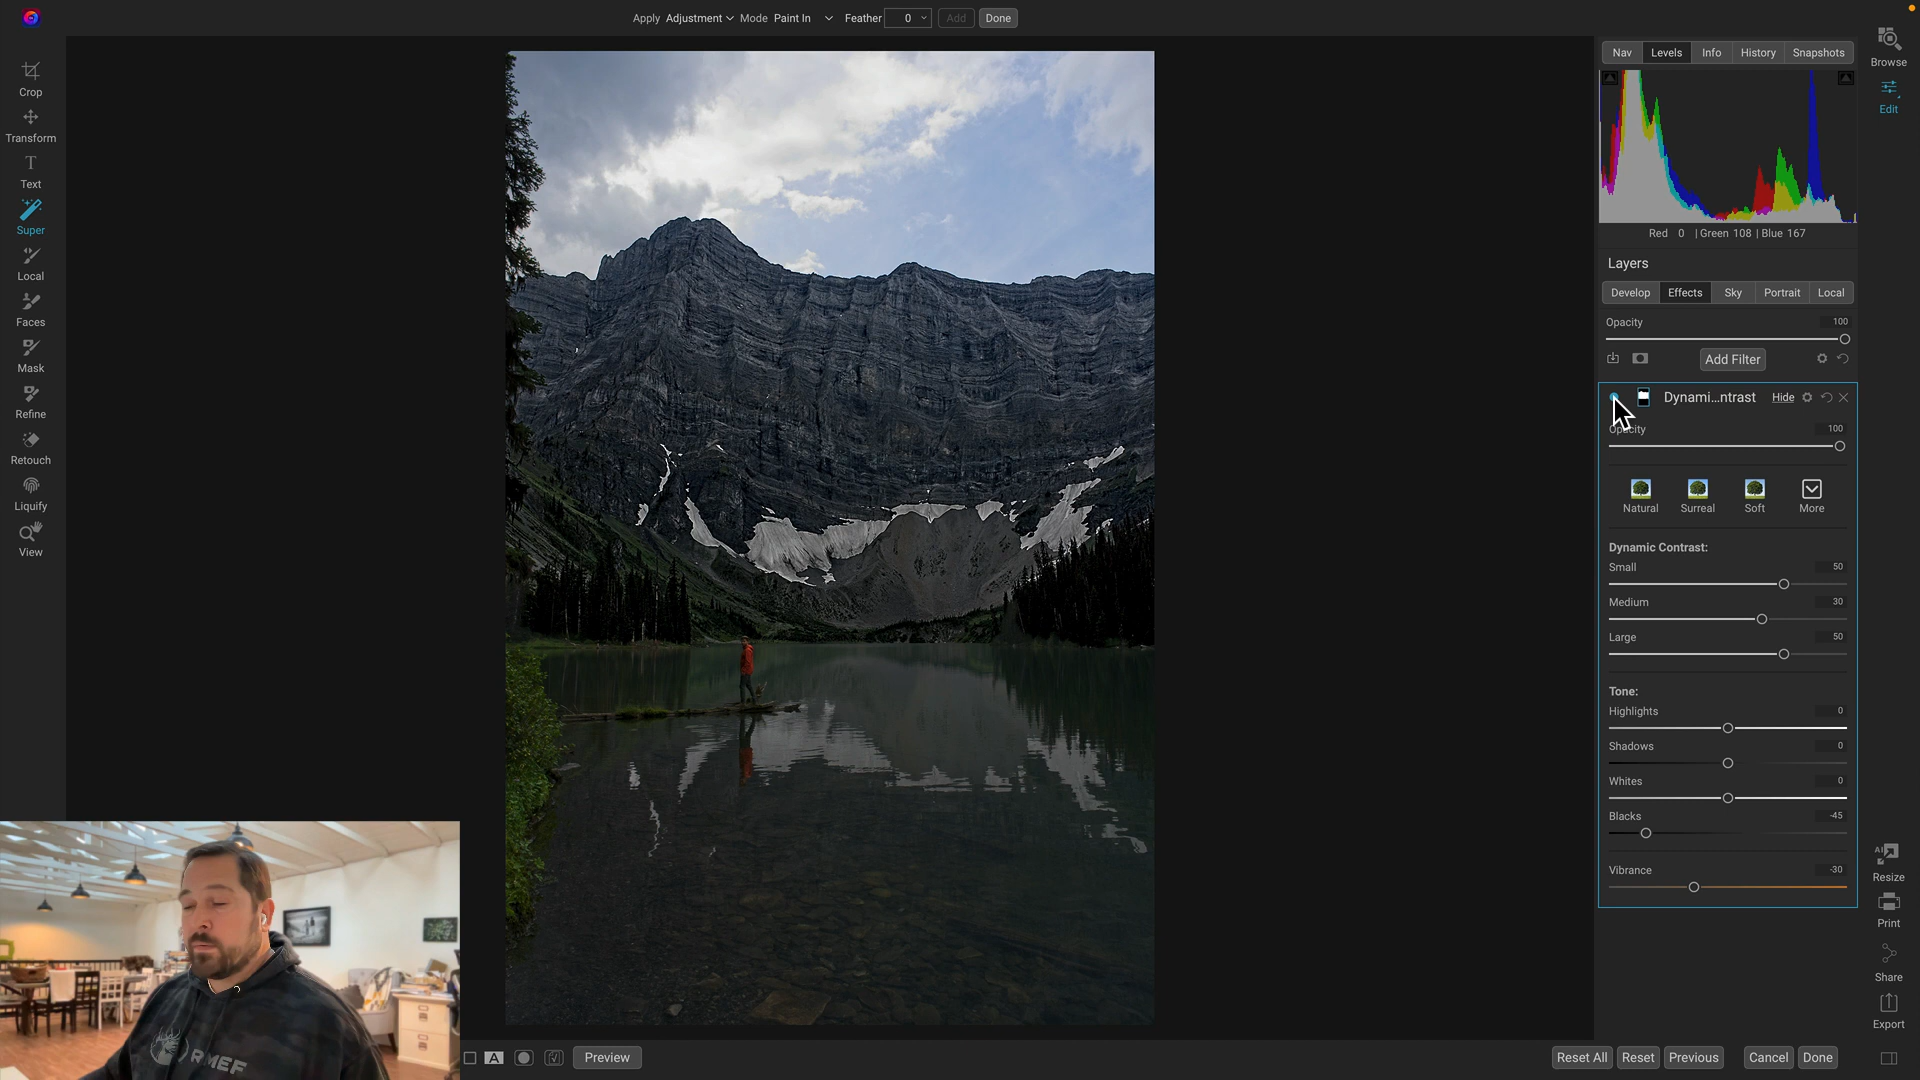 Apply Adjustment Mode Paint In Feather 0 Add Done
Crop
Transform
Text
Super
Local
Faces
Mask
Refine
Retouch
Liquify
View
Nav Levels Info History Snapshots
Red 0 | Green 108 | Blue 167
Layers
Develop Effects Sky Portrait Local
Opacity 100
Add Filter
Dynami...ntrast Hide
Opacity 100
Natural Surreal Soft More
Dynamic Contrast:
Small 50
Medium 30
Large 50
Tone:
Highlights 0
Shadows 0
Whites 0
Blacks -45
Vibrance -30
Browse
Edit
AI
Resize
Print
Share
Export
RMEF
A Preview
Reset All Reset Previous Cancel Done